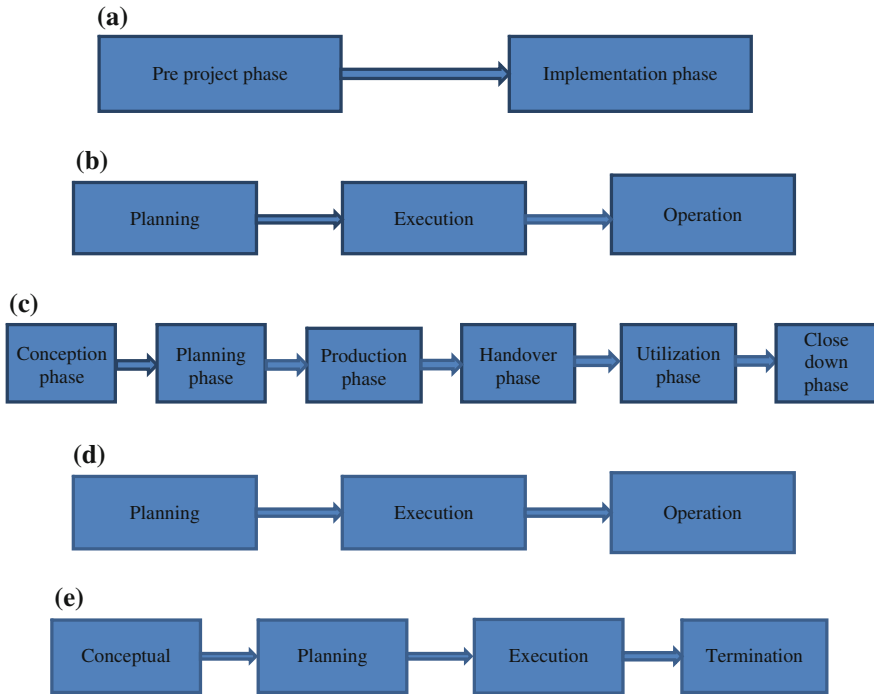 (a)
Pre project phase
Implementation phase
(b)
Planning
Execution
Operation
(c)
Conception
phase
Planning
phase
Production
phase
Handover
phase
Utilization
phase
Close
down
phase
(d)
Planning
Execution
Operation
(e)
Conceptual
Planning
Execution
Termination